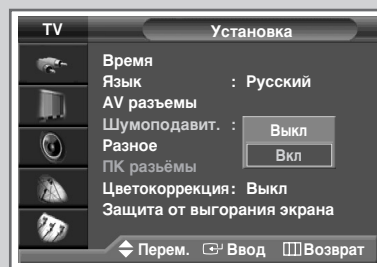 TV Установка
Время
Язык : Русский
AV разъемы
Шумоподавит. : Выкл
Вкл
Разное
ПК разьёмы
Цветокоррекция: Выкл
Защита от выгорания экрана
Перем. Ввод Возврат